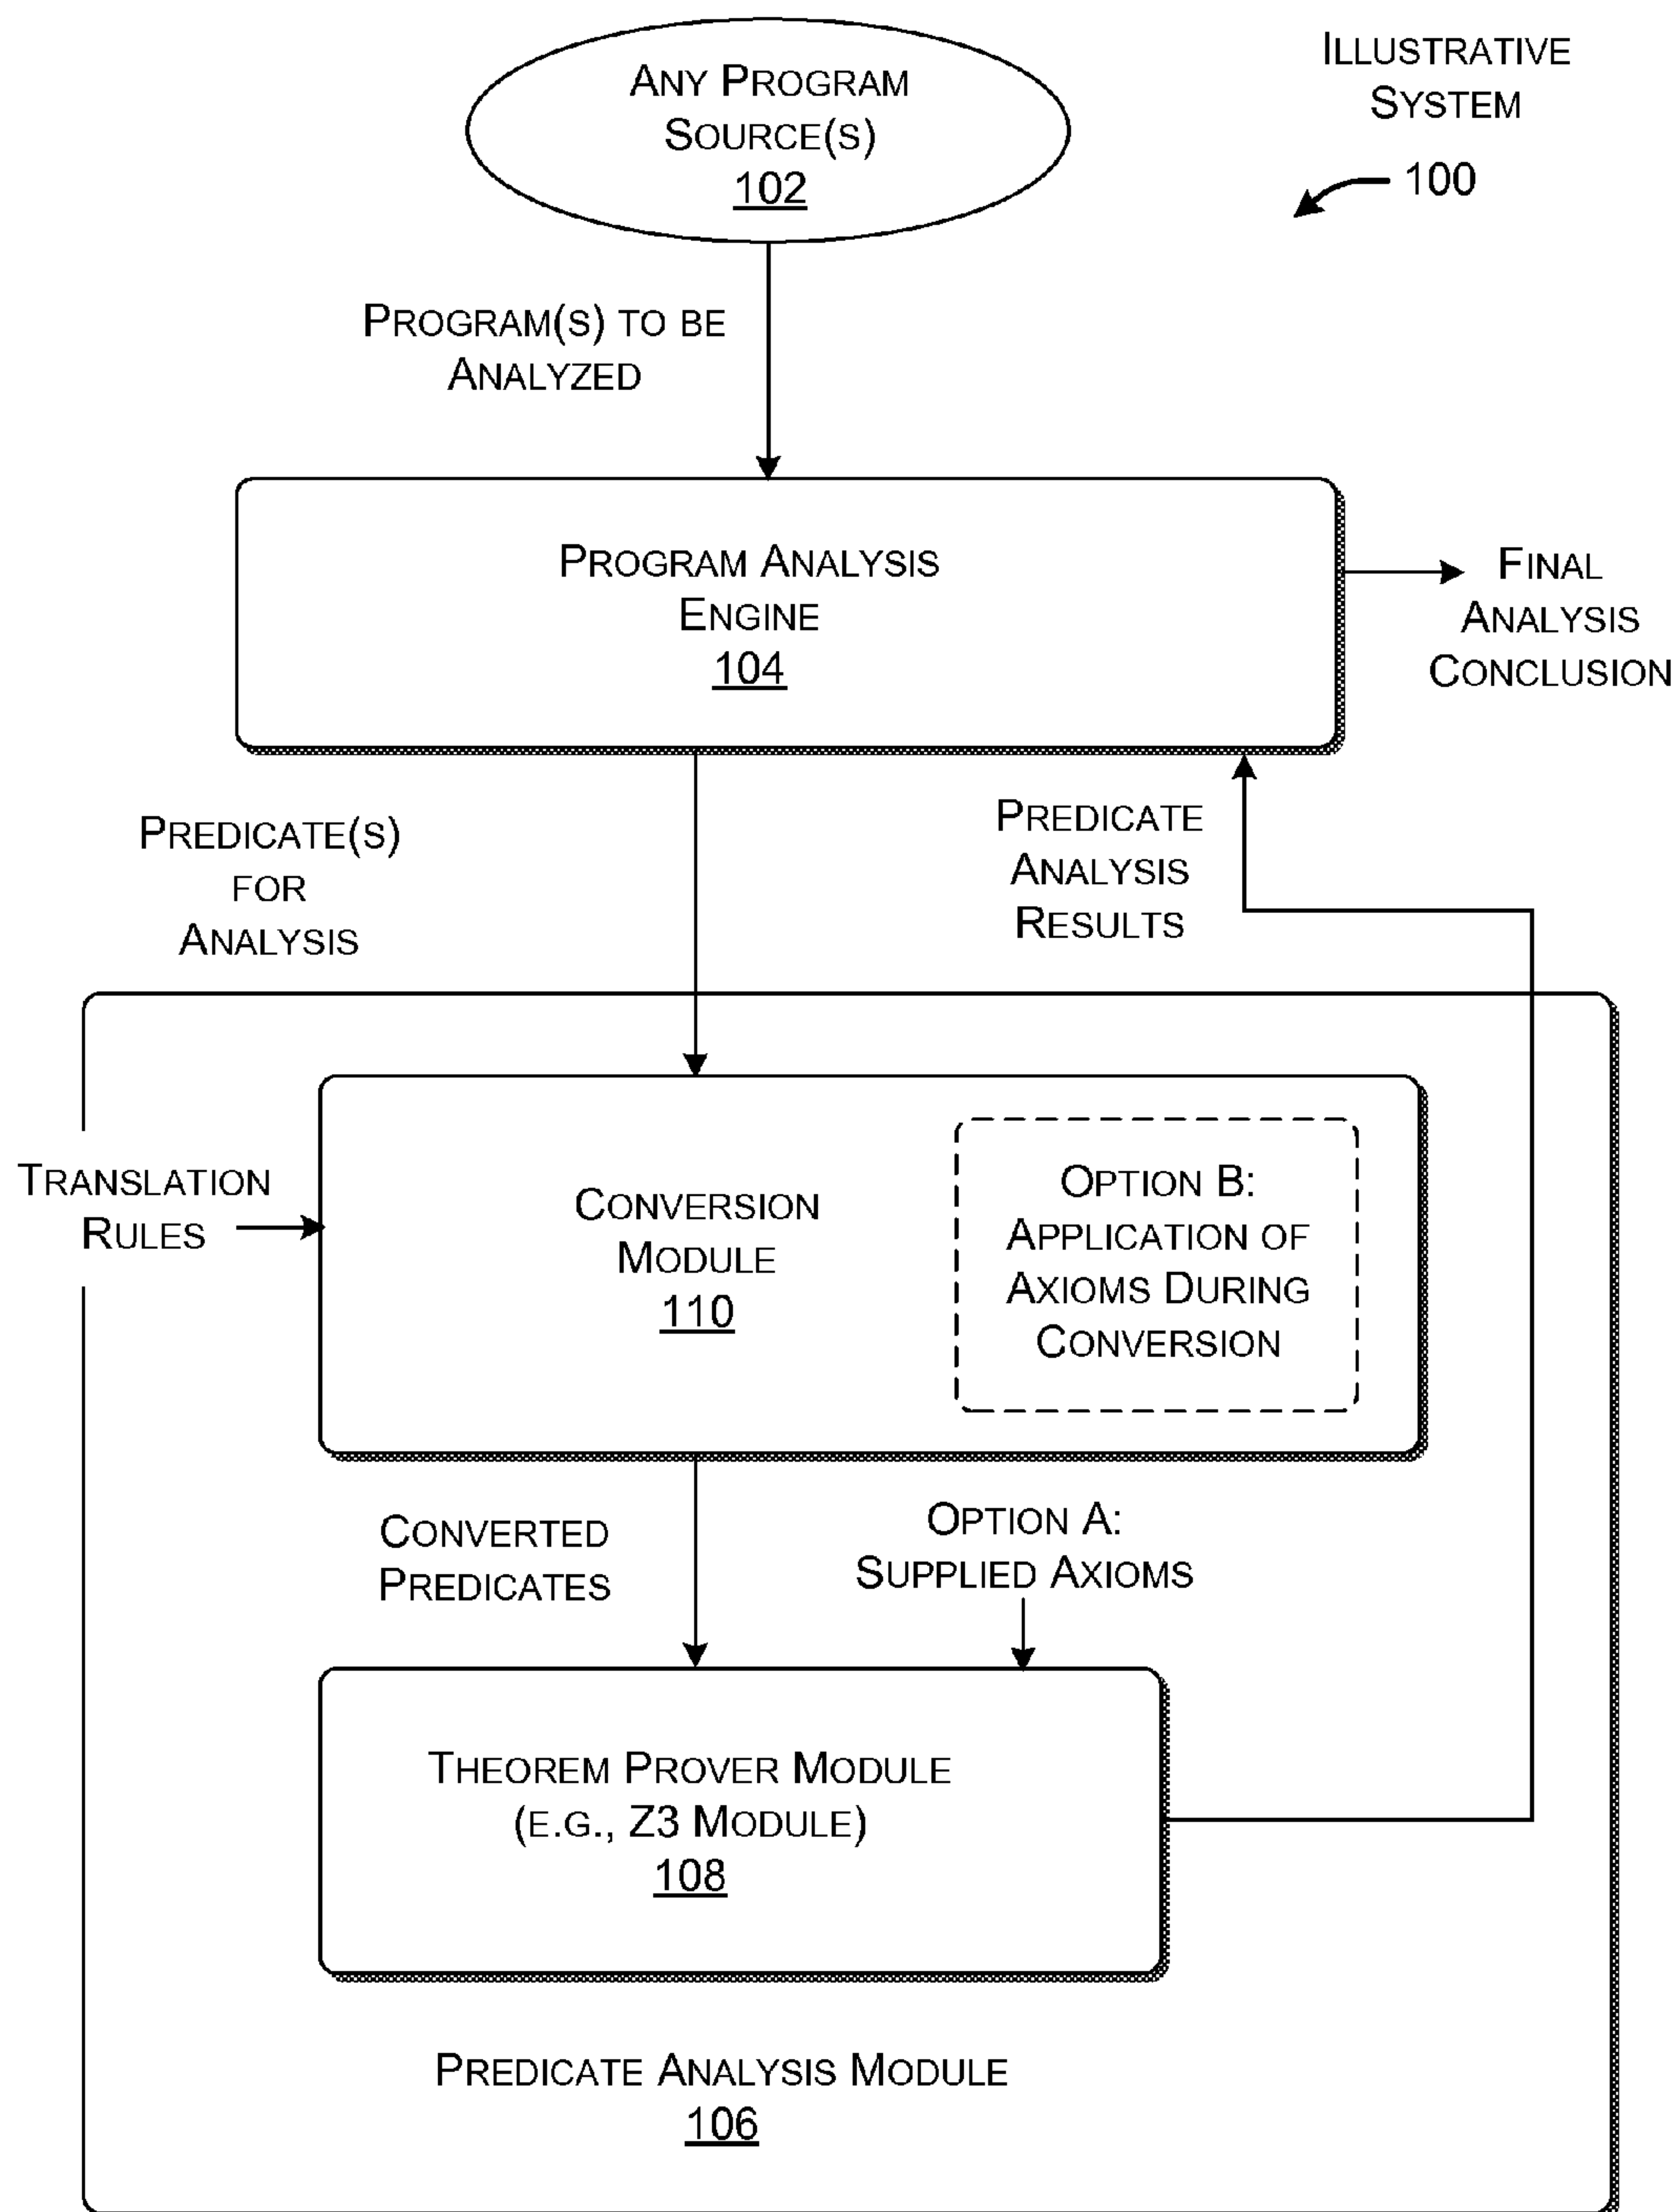 ANY PROGRAM
SOURCE(S)
102
ILLUSTRATIVE
SYSTEM
100
PROGRAM(S) TO BE
ANALYZED
PROGRAM ANALYSIS
ENGINE
104
FINAL
ANALYSIS
CONCLUSION
PREDICATE(S)
FOR
ANALYSIS
PREDICATE
ANALYSIS
RESULTS
TRANSLATION
RULES
CONVERSION
MODULE
110
OPTION B:
APPLICATION OF
AXIOMS DURING
CONVERSION
CONVERTED
PREDICATES
OPTION A:
SUPPLIED AXIOMS
THEOREM PROVER MODULE
(E.G., Z3 MODULE)
108
PREDICATE ANALYSIS MODULE
106